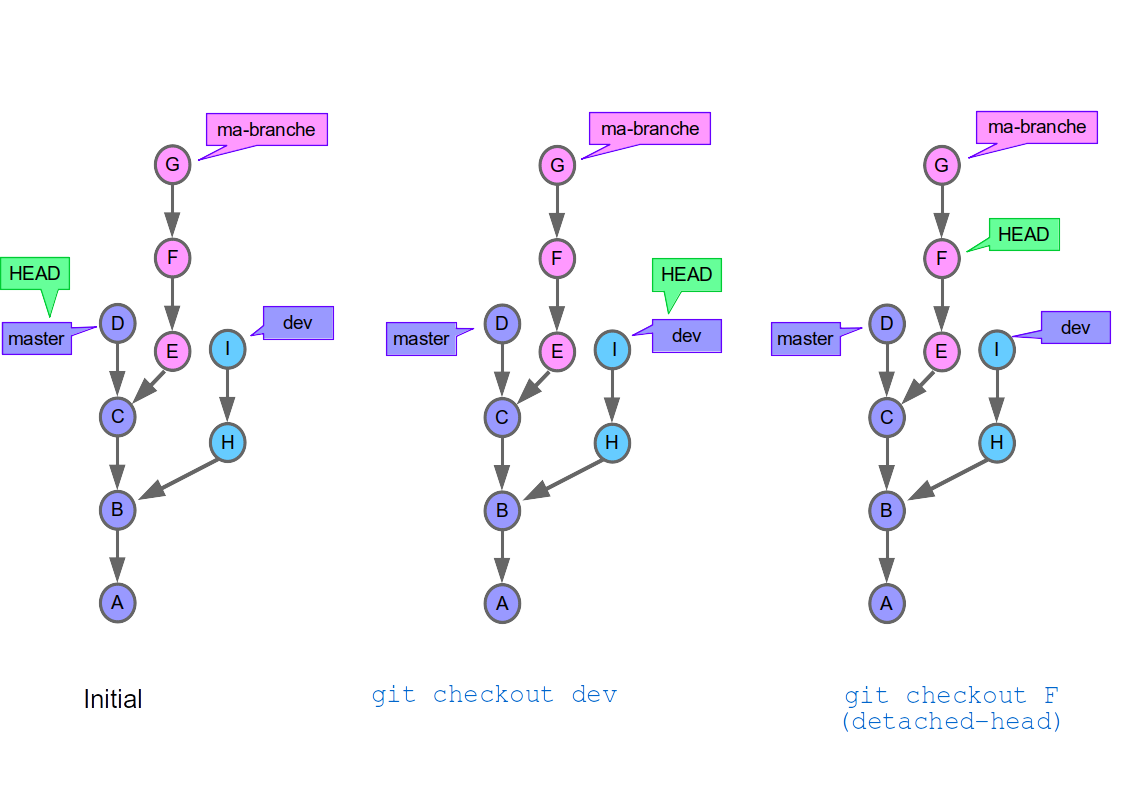 ma-branche
G
F
HEAD
master
D
dev
E
I
C
H
B
A
Initial
ma-branche
G
F
HEAD
master
D
dev
E
I
C
H
B
A
git checkout dev
ma-branche
G
HEAD
F
master
D
dev
E
I
C
H
B
A
git checkout F
(detached-head)